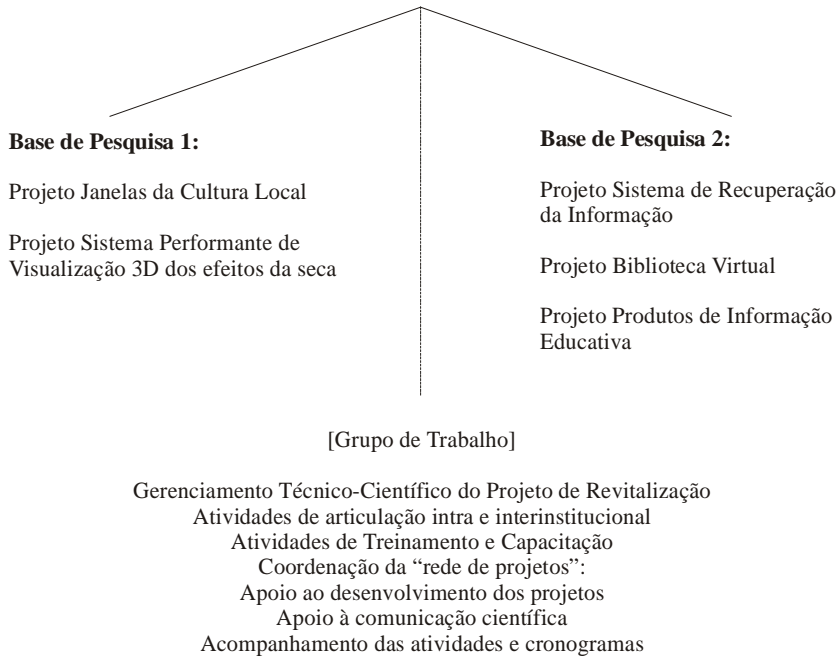 Base de Pesquisa 1:
Projeto Janelas da Cultura Local
Projeto Sistema Performante de
Visualização 3D dos efeitos da seca
Base de Pesquisa 2:
Projeto Sistema de Recuperação
da Informação
Projeto Biblioteca Virtual
Projeto Produtos de Informação
Educativa
[Grupo de Trabalho]
Gerenciamento Técnico-Científico do Projeto de Revitalização
Atividades de articulação intra e interinstitucional
Atividades de Treinamento e Capacitação
Coordenação da “rede de projetos”:
Apoio ao desenvolvimento dos projetos
Apoio à comunicação científica
Acompanhamento das atividades e cronogramas